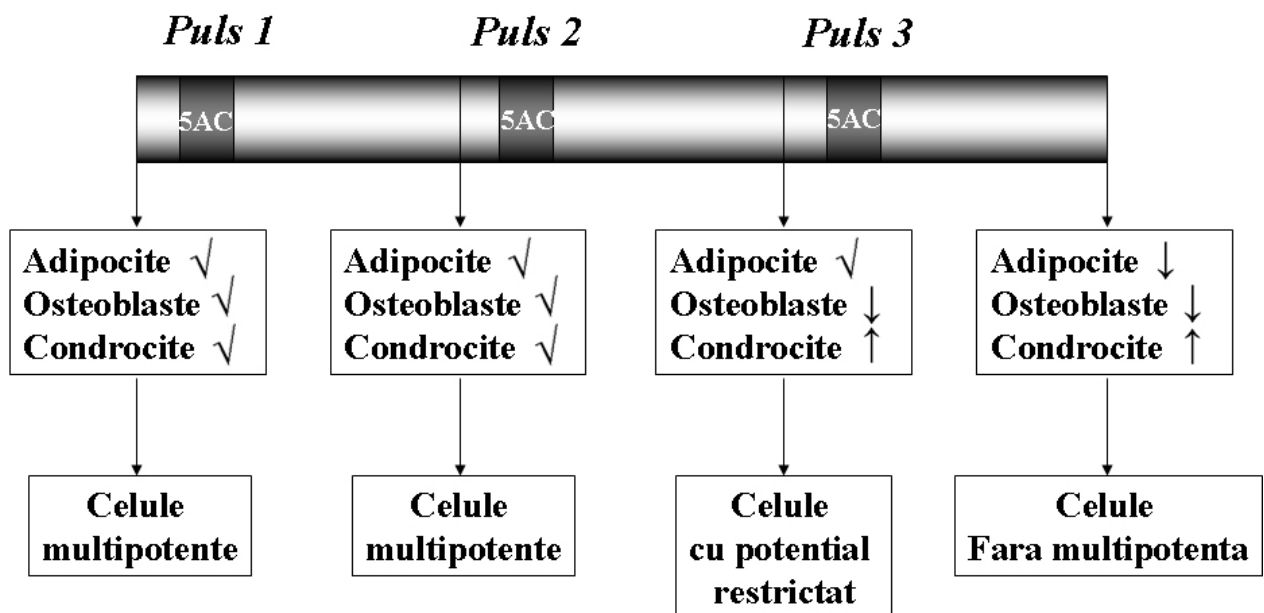 Puls 1 Puls 2 Puls 3
5AC 5AC 5AC
Adipocite √
Osteoblaste √
Condrocite √
Adipocite √
Osteoblaste √
Condrocite √
Adipocite √
Osteoblaste ↓
Condrocite ↑
Adipocite ↓
Osteoblaste ↓
Condrocite ↑
Celule
multipotente
Celule
multipotente
Celule
cu potential
restrictat
Celule
Fara multipotenta